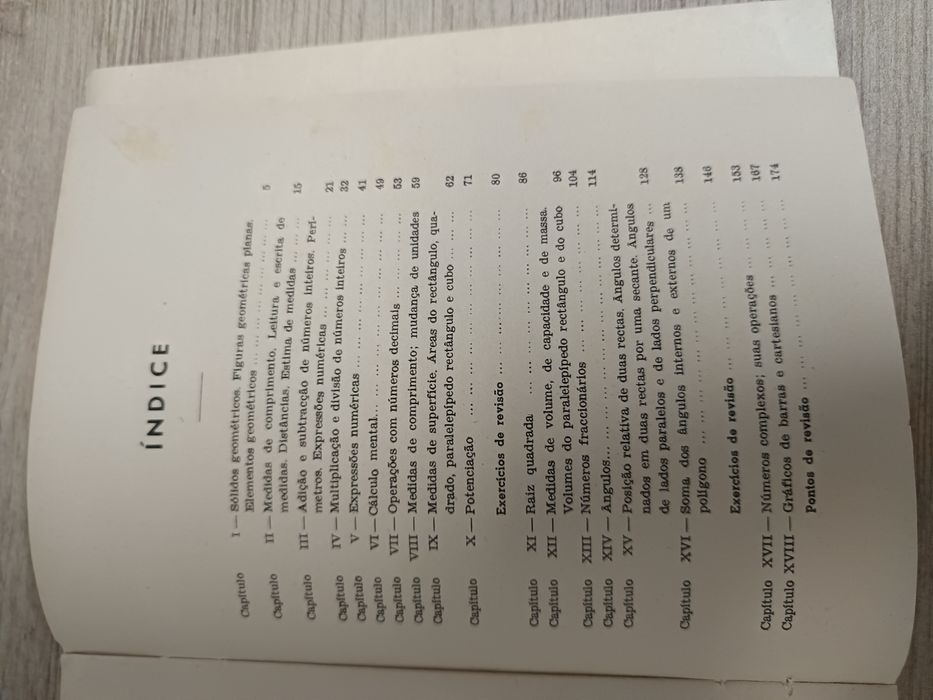 ÍNDICE
Capítulo I — Sólidos geométricos. Figuras geométricas planas.
Elementos geométricos ... ... ... ... ... ... ... ... 5
Capítulo II — Medidas de comprimento. Leitura e escrita de
medidas. Distâncias. Estima de medidas ... ... ... 15
Capítulo III — Adição e subtracção de números inteiros. Perí-
metros. Expressões numéricas ... ... ... ... ... 21
Capítulo IV — Multiplicação e divisão de números inteiros ... ... 32
Capítulo V — Expressões numéricas ... ... ... ... ... ... ... 41
Capítulo VI — Cálculo mental... ... ... ... ... ... ... ... 49
Capítulo VII — Operações com números decimais ... ... ... ... 53
Capítulo VIII — Medidas de comprimento; mudança de unidades 59
Capítulo IX — Medidas de superfície. Áreas do rectângulo, qua-
drado, paralelepípedo rectângulo e cubo ... ... ... 62
Capítulo X — Potenciação ... ... ... ... ... ... ... ... ... 71
Exercícios de revisão ... ... ... ... ... ... ... 80
Capítulo XI — Raiz quadrada ... ... ... ... ... ... ... ... 86
Capítulo XII — Medidas de volume, de capacidade e de massa.
Volumes do paralelepípedo rectângulo e do cubo 96
Capítulo XIII — Números fraccionários ... ... ... ... ... ... 104
Capítulo XIV — Ângulos... ... ... ... ... ... ... ... ... ... 114
Capítulo XV — Posição relativa de duas rectas. Ângulos determi-
nados em duas rectas por uma secante. Ângulos
de lados paralelos e de lados perpendiculares ... 128
Capítulo XVI — Soma dos ângulos internos e externos de um
polígono ... ... ... ... ... ... ... ... ... ... 138
Exercícios de revisão ... ... ... ... ... ... ... 146
Capítulo XVII — Números complexos; suas operações ... ... ... 153
Capítulo XVIII — Gráficos de barras e cartesianos ... ... ... ... 167
Pontos de revisão ... ... ... ... ... ... ... 174